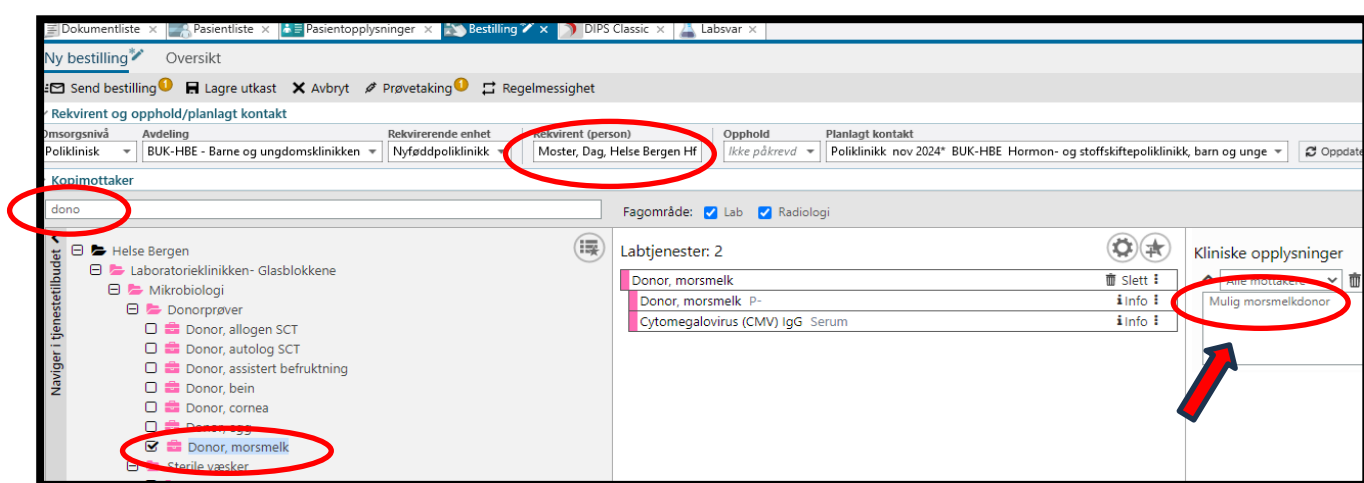 Dokumentliste × Pasientliste × Pasientopplysninger × Bestilling × DIPS Classic × Labsvar ×
Ny bestilling Oversikt
Send bestilling Lagre utkast Avbryt Prøvetaking Regelmessighet
Rekvirent og opphold/planlagt kontakt
Omsorgsnivå Avdeling Rekvirerende enhet Rekvirent (person) Opphold Planlagt kontakt
Poliklinisk BUK-HBE - Barne og ungdomsklinikken Nyføddpoliklinikk Moster, Dag, Helse Bergen Hf Ikke påkrevd Poliklinikk nov 2024* BUK-HBE Hormon- og stoffskiftepoliklinikk, barn og unge Oppdate
Kopimottaker
dono Fagområde: Lab Radiologi
Naviger i tjenestetilbudet
Helse Bergen Labtjenester: 2 Kliniske opplysninger
Laboratorieklinikken- Glasblokkene
Donor, morsmelk Slett Alle mottakere
Mikrobiologi
Donor, morsmelk P- Info Mulig morsmelkdonor
Donorprøver
Cytomegalovirus (CMV) IgG Serum Info
Donor, allogen SCT
Donor, autolog SCT
Donor, assistert befruktning
Donor, bein
Donor, cornea
Donor, egg
Donor, morsmelk
Sterile væsker